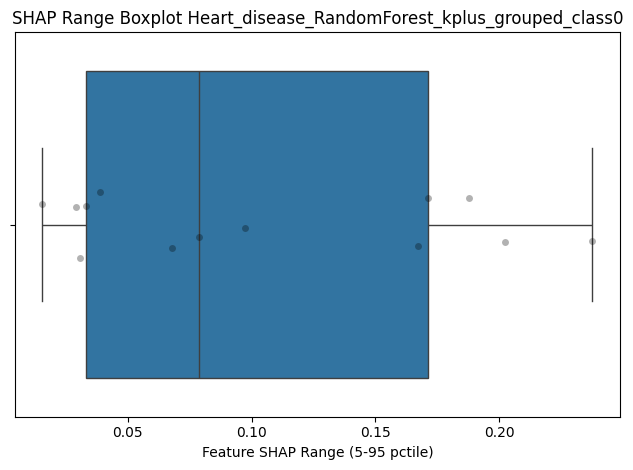 SHAP Range Boxplot Heart_disease_RandomForest_kplus_grouped_class0
0.05 0.10 0.15 0.20
Feature SHAP Range (5-95 pctile)